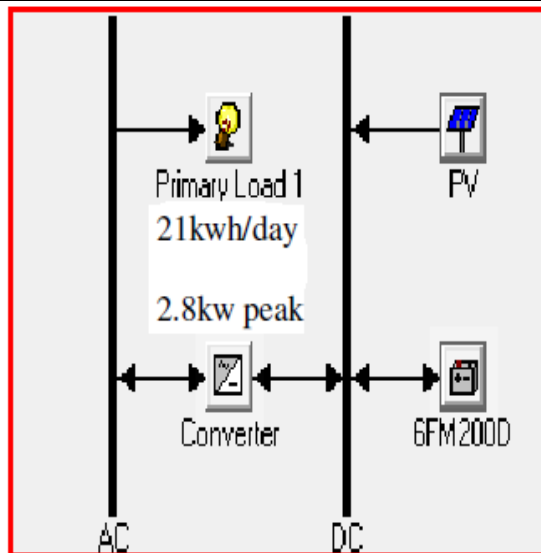 Primary Load 1
PV
21kwh/day
2.8kw peak
Converter
6FM200D
AC
DC